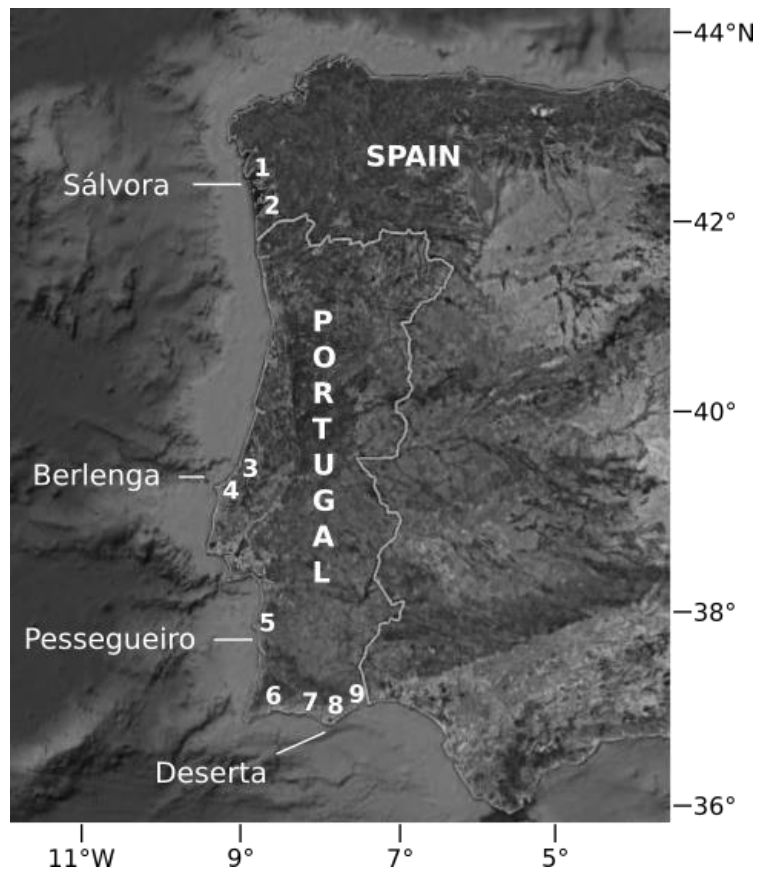 44°N
SPAIN
1
Sálvora
2
42°
PORTUGAL
40°
3
Berlenga
4
38°
5
Pessegueiro
6 7 8 9
Deserta
36°
11°W 9° 7° 5°